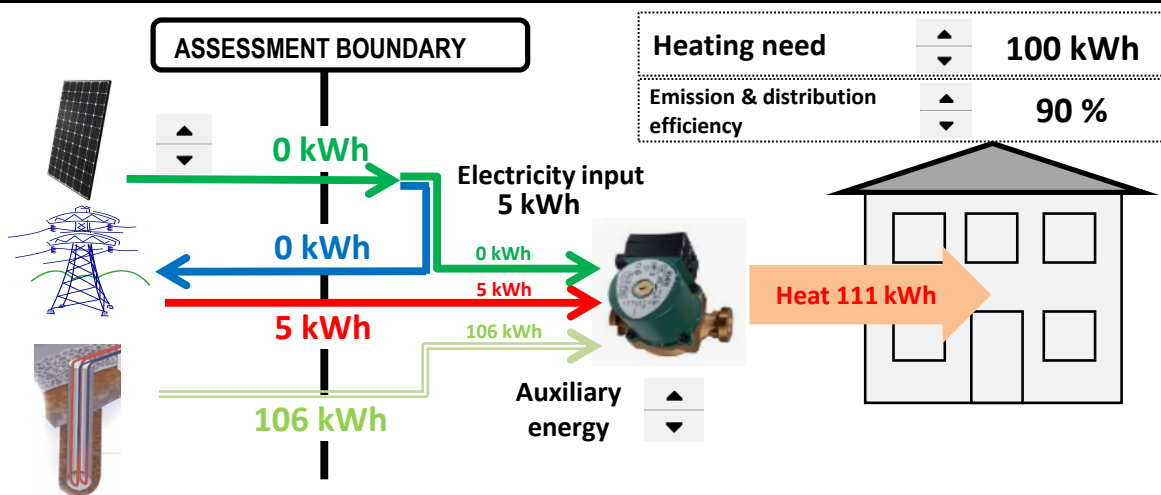 ASSESSMENT BOUNDARY
Heating need
100 kWh
Emission & distribution
efficiency
90 %
0 kWh
Electricity input
5 kWh
0 kWh
0 kWh
5 kWh
5 kWh
Heat 111 kWh
106 kWh
106 kWh
Auxiliary
energy